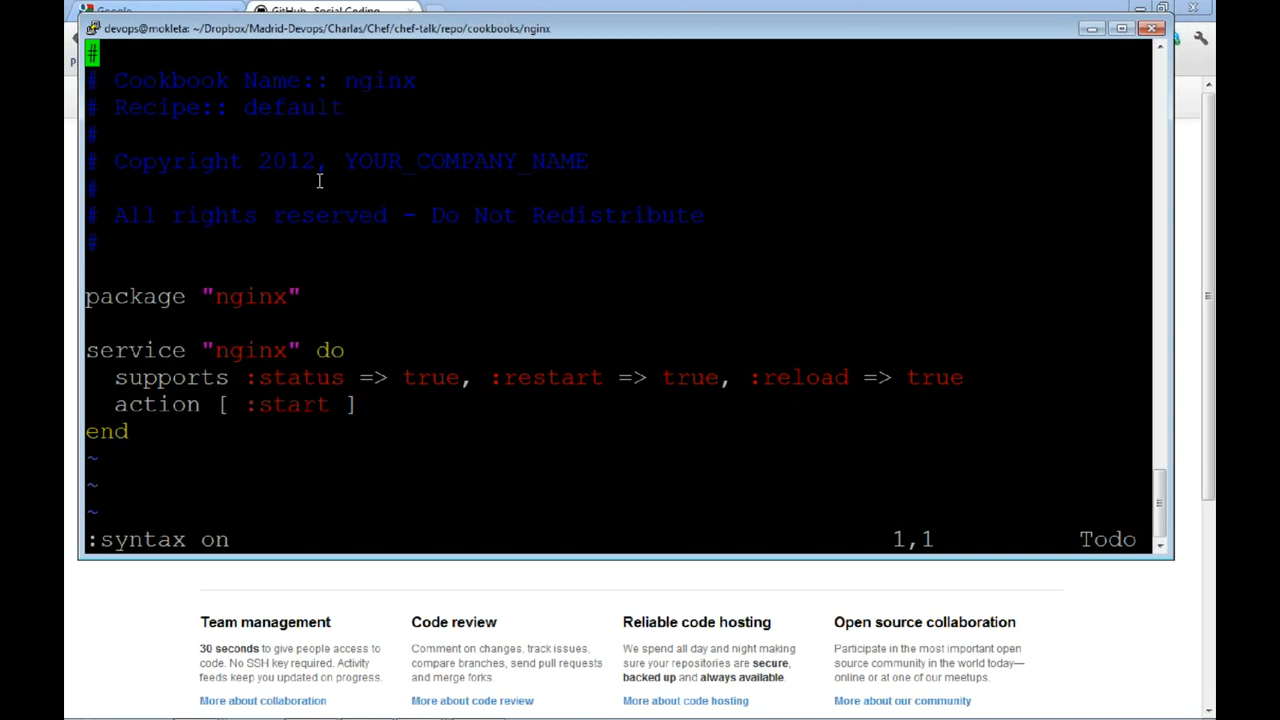 Google
GitHub · Social Coding
devops@mokleta: ~/Dropbox/Madrid-Devops/Charlas/Chef/chef-talk/repo/cookbooks/nginx
#
# Cookbook Name:: nginx
# Recipe:: default
#
# Copyright 2012, YOUR_COMPANY_NAME
#
# All rights reserved - Do Not Redistribute
#
package "nginx"
service "nginx" do
  supports :status => true, :restart => true, :reload => true
  action [ :start ]
end
~
~
~
:syntax on 1,1 Todo
Team management
30 seconds to give people access to
code. No SSH key required. Activity
feeds keep you updated on progress.
More about collaboration
Code review
Comment on changes, track issues,
compare branches, send pull requests
and merge forks.
More about code review
Reliable code hosting
We spend all day and night making
sure your repositories are secure,
backed up and always available.
More about code hosting
Open source collaboration
Participate in the most important open
source community in the world today—
online or at one of our meetups.
More about our community